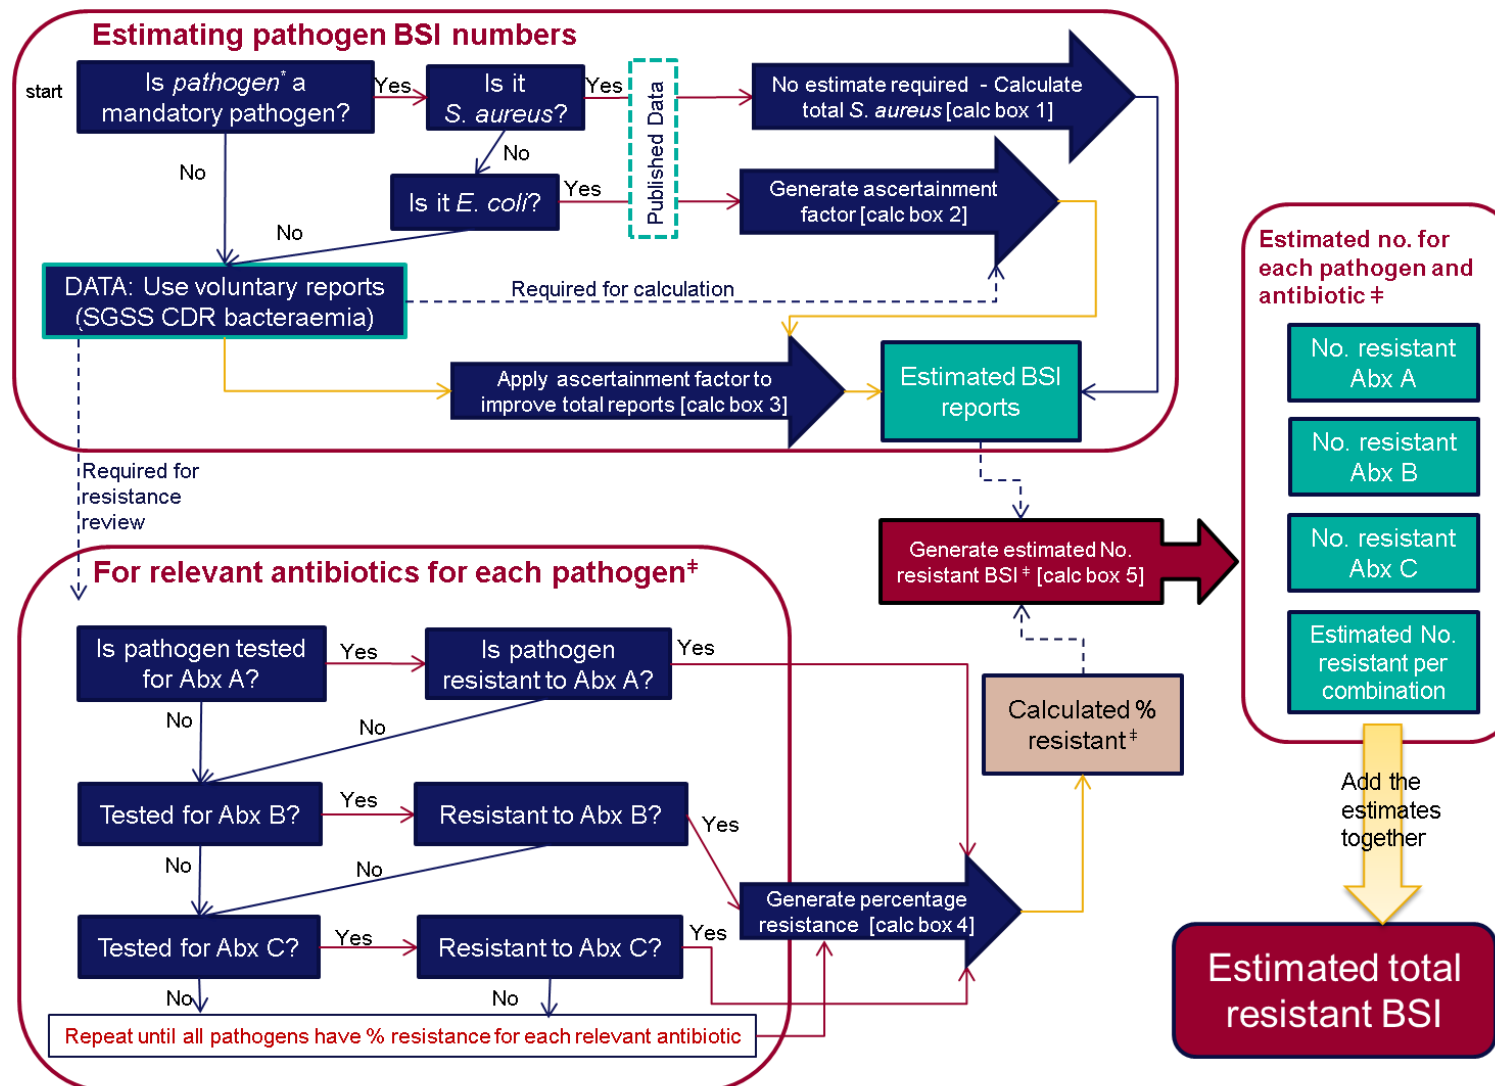 Estimating pathogen BSI numbers
start
Is pathogen* a
mandatory pathogen?
Yes
Is it
S. aureus?
Yes
Published Data
No estimate required - Calculate
total S. aureus [calc box 1]
No
No
Is it E. coli?
Yes
Generate ascertainment
factor [calc box 2]
No
DATA: Use voluntary reports
(SGSS CDR bacteraemia)
Required for calculation
Apply ascertainment factor to
improve total reports [calc box 3]
Estimated BSI
reports
Required for
resistance
review
For relevant antibiotics for each pathogen‡
Is pathogen tested
for Abx A?
Yes
Is pathogen
resistant to Abx A?
Yes
No
No
Tested for Abx B?
Yes
Resistant to Abx B?
Yes
No
No
Tested for Abx C?
Yes
Resistant to Abx C?
Yes
No
No
Repeat until all pathogens have % resistance for each relevant antibiotic
Generate percentage
resistance [calc box 4]
Calculated %
resistant‡
Generate estimated No.
resistant BSI‡ [calc box 5]
Estimated no. for
each pathogen and
antibiotic ‡
No. resistant
Abx A
No. resistant
Abx B
No. resistant
Abx C
Estimated No.
resistant per
combination
Add the
estimates
together
Estimated total
resistant BSI